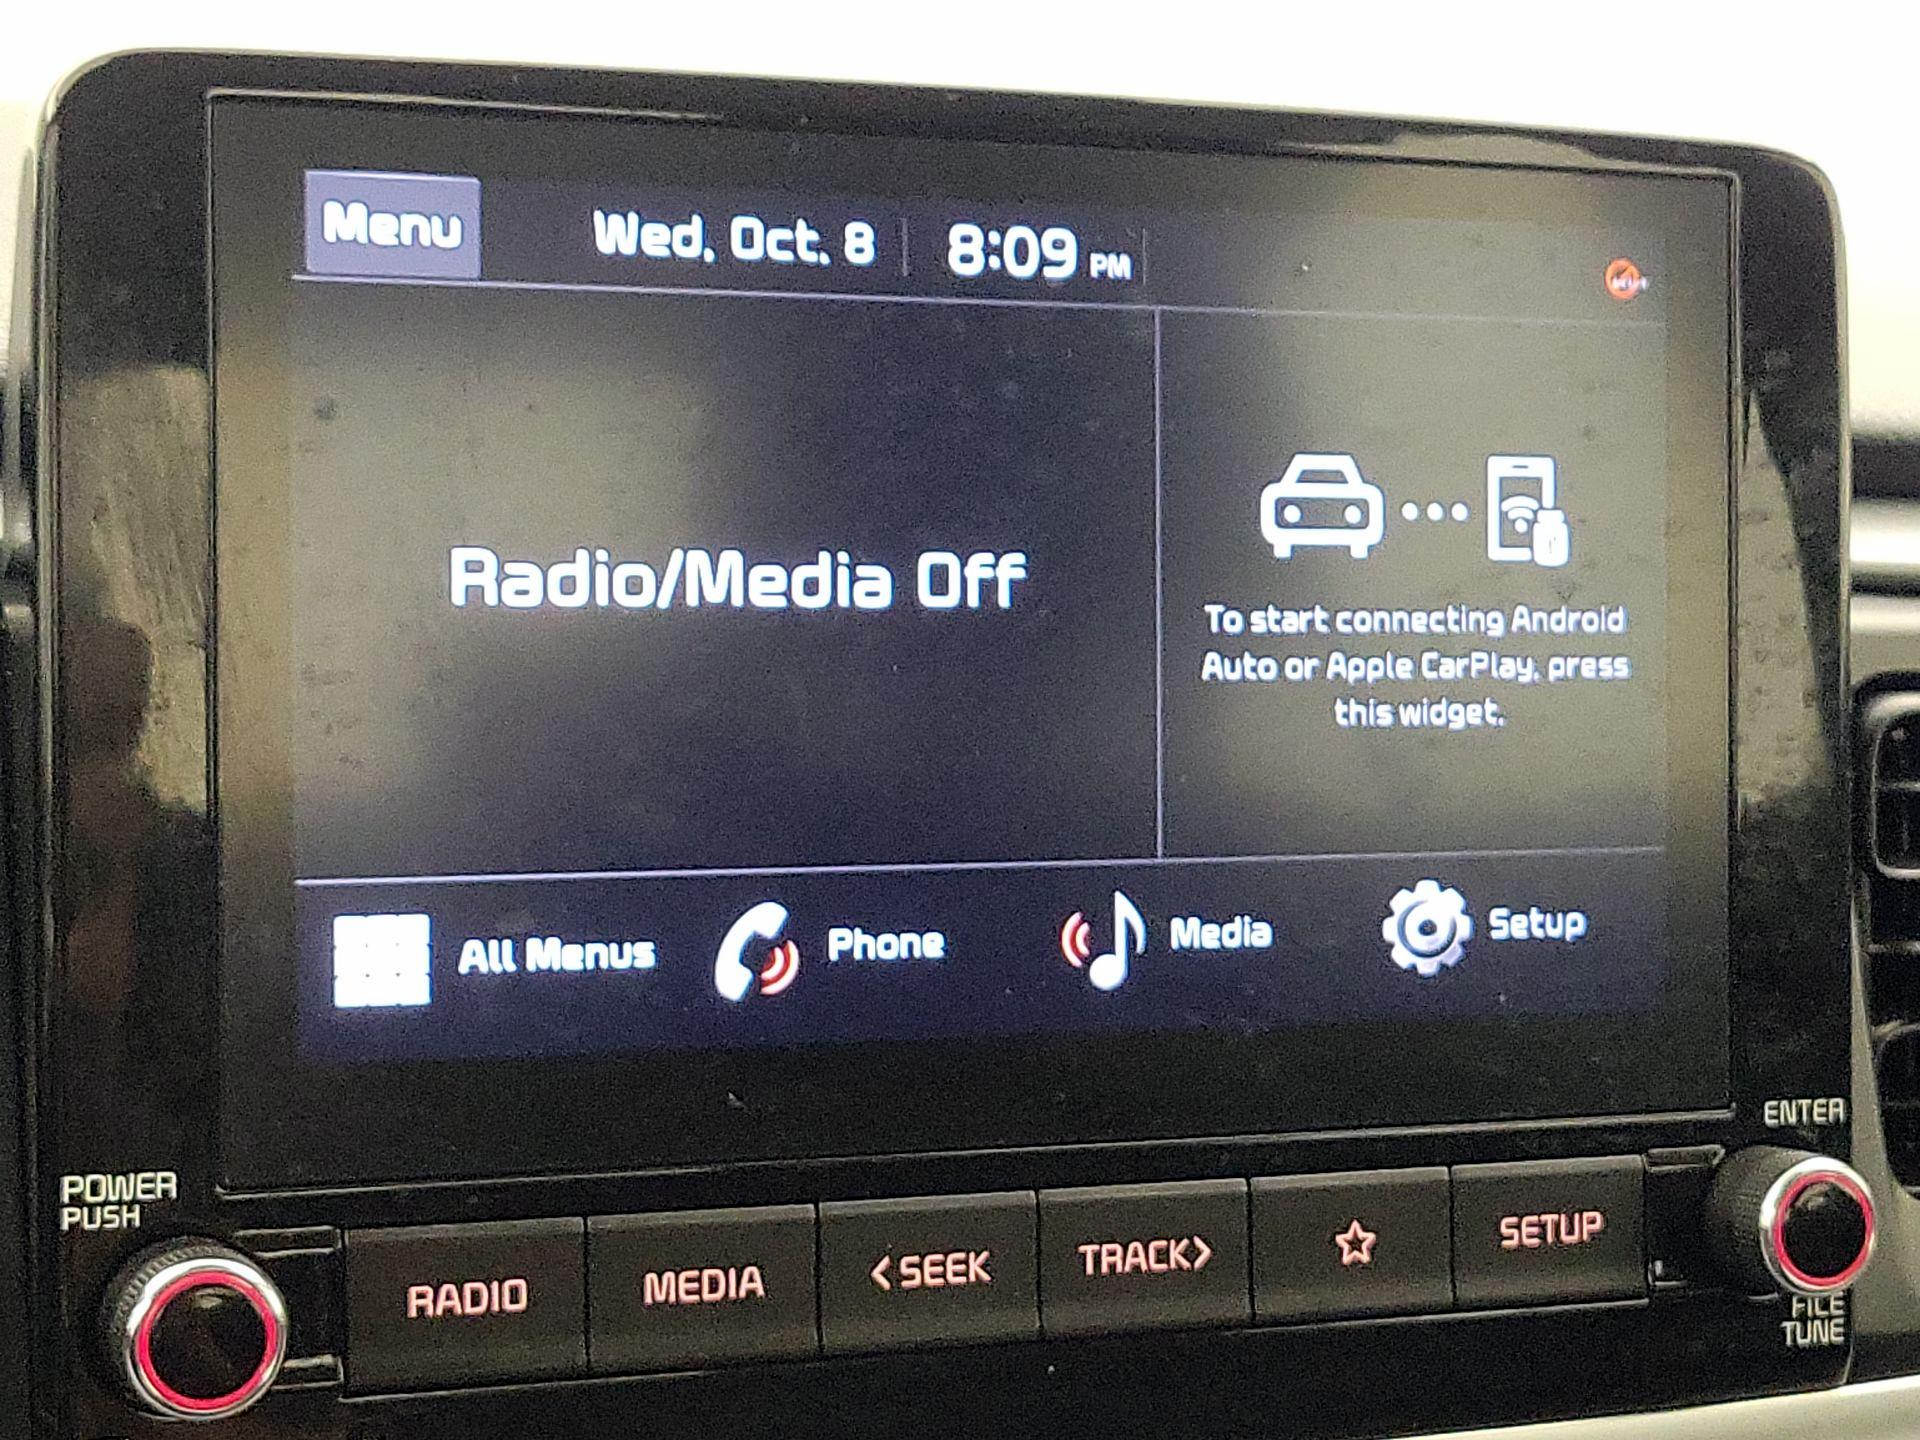 Menu
Wed, Oct. 8
8:09 PM
Radio/Media Off
To start connecting Android
Auto or Apple CarPlay, press
this widget.
All Menus
Phone
Media
Setup
POWER
PUSH
RADIO
MEDIA
<SEEK
TRACK>
SETUP
ENTER
FILE
TUNE